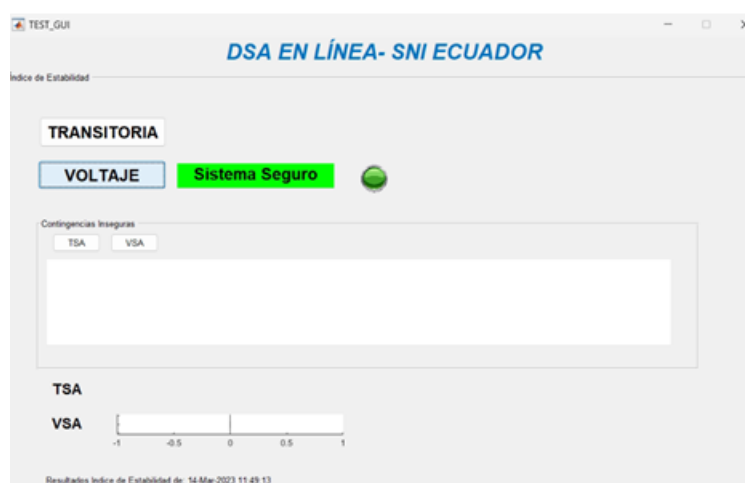 TEST_GUI
DSA EN LÍNEA- SNI ECUADOR
Indice de Estabilidad
TRANSITORIA
VOLTAJE Sistema Seguro
Contingencias Inseguras
TSA VSA
TSA
VSA
-1 -0.5 0 0.5 1
Resultados Indice de Estabilidad de: 14-Mar-2023 11:49:13